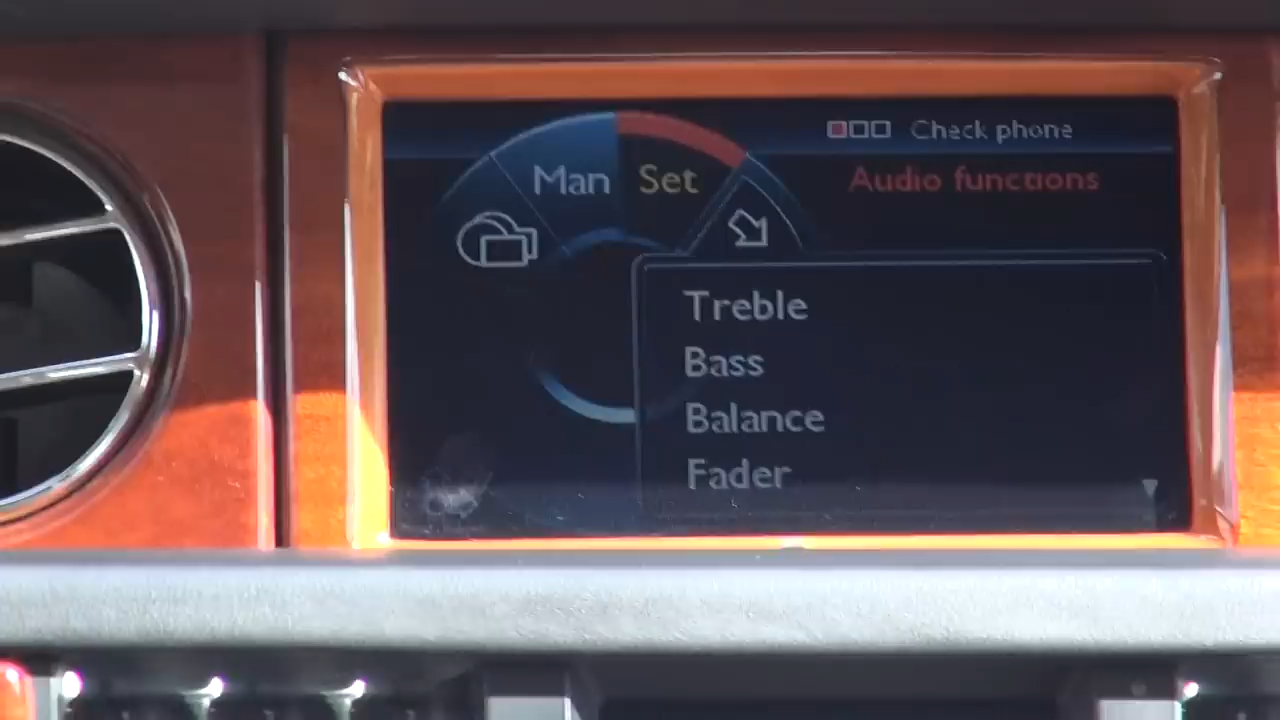 Check phone
Man
Set
Audio functions
Treble
Bass
Balance
Fader